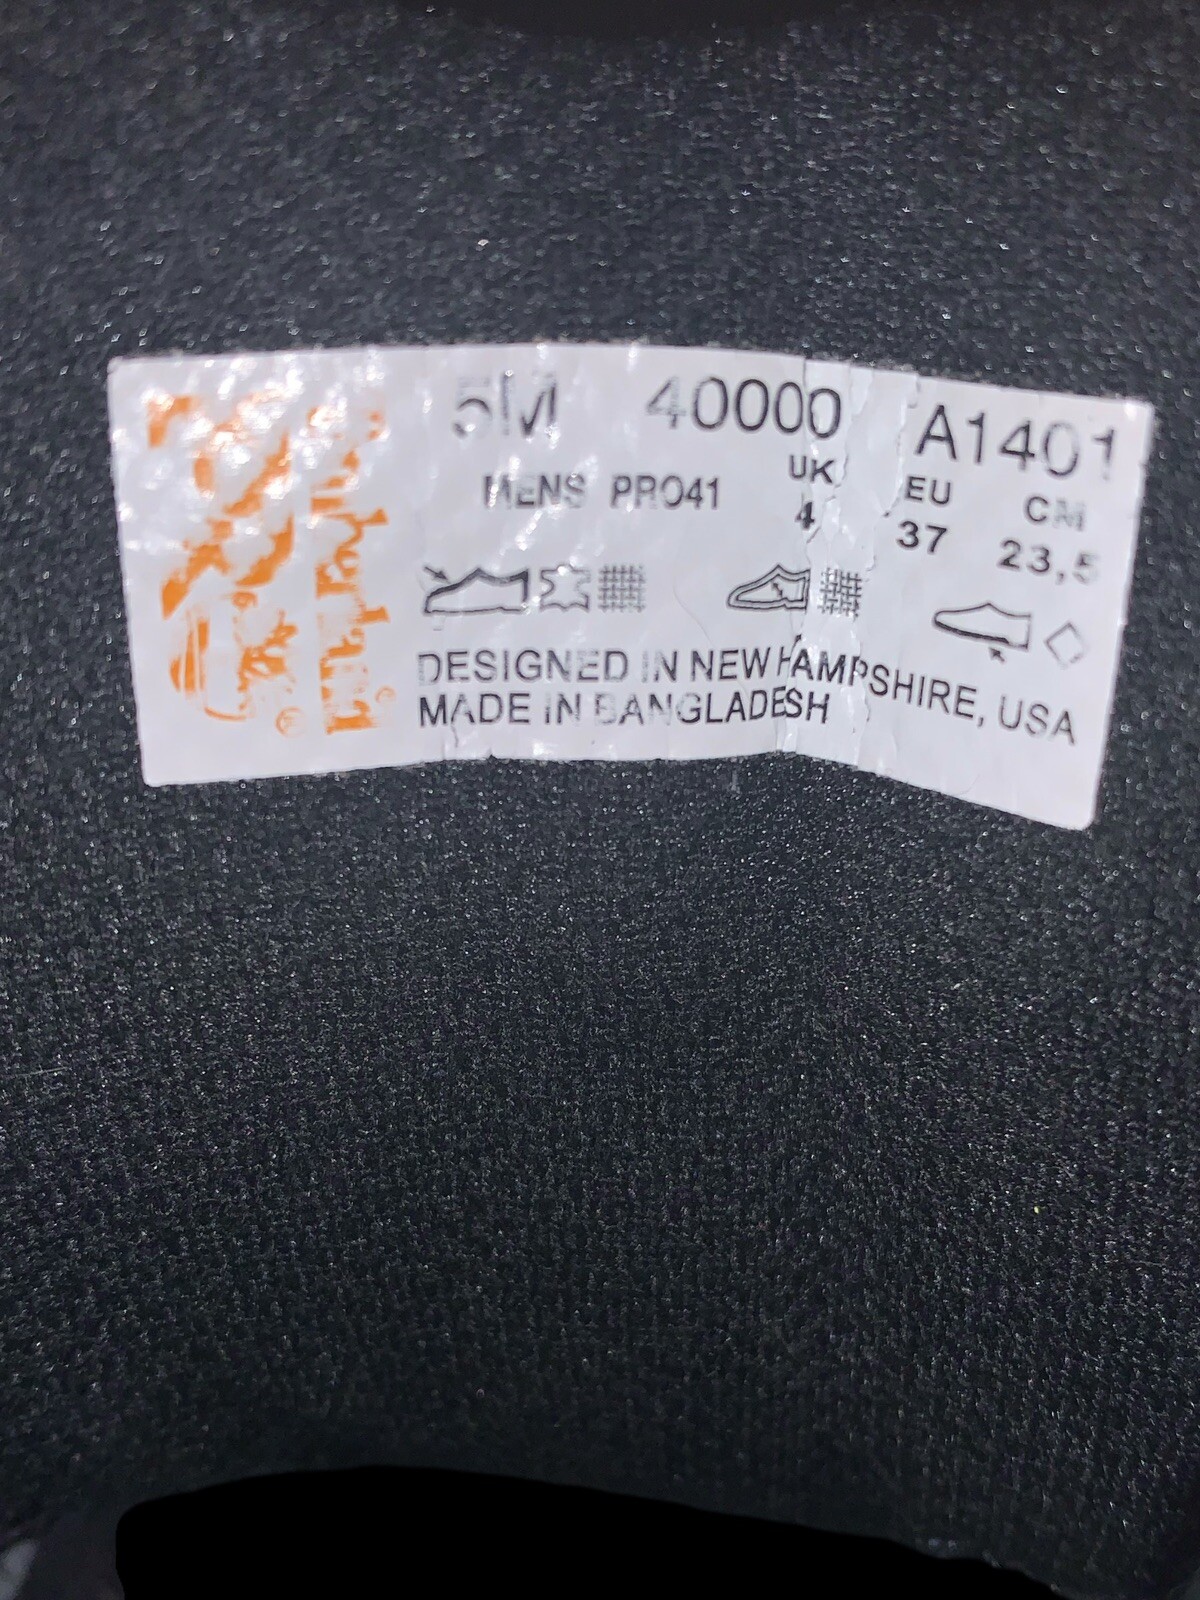 5M 40000 A1401
MENS PRO41 UK EU CM
4 37 23,5
DESIGNED IN NEW HAMPSHIRE, USA
MADE IN BANGLADESH